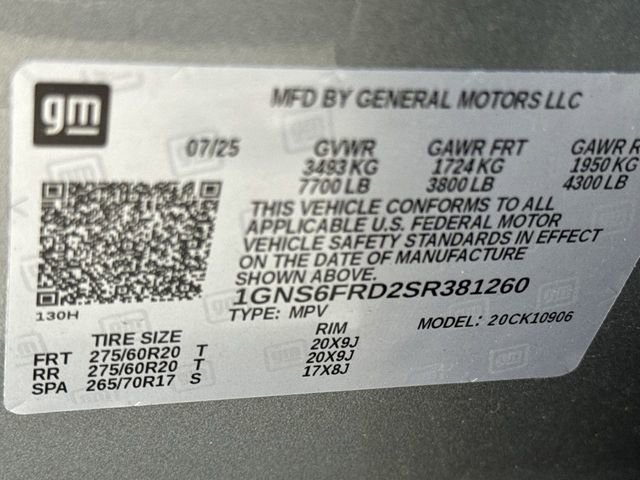 gm
MFD BY GENERAL MOTORS LLC
07/25 GVWR GAWR FRT GAWR R
3493 KG 1724 KG 1950 KG
7700 LB 3800 LB 4300 LB
THIS VEHICLE CONFORMS TO ALL
APPLICABLE U.S. FEDERAL MOTOR
VEHICLE SAFETY STANDARDS IN EFFECT
ON THE DATE OF MANUFACTURE
SHOWN ABOVE.
1GNS6FRD2SR381260
130H
TYPE: MPV
MODEL: 20CK10906
TIRE SIZE RIM
FRT 275/60R20 T 20X9J
RR 275/60R20 T 20X9J
SPA 265/70R17 S 17X8J